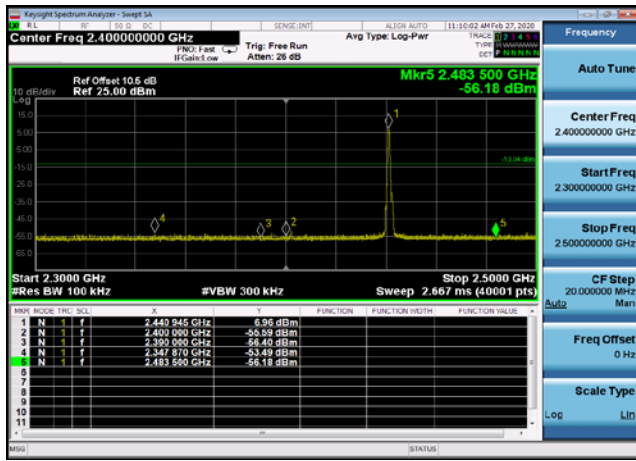 Keysight Spectrum Analyzer - Swept SA
RL RF 50 Ω DC SENSE:INT ALIGN AUTO 11:10:02 AM Feb 27, 2020
Center Freq 2.400000000 GHz
PNO: Fast
IFGain:Low
Trig: Free Run
Atten: 26 dB
Avg Type: Log-Pwr
TRACE 1 2 3 4 5 6
TYPE
DET P N N N N N
Ref Offset 10.6 dB
Ref 25.00 dBm
Mkr5 2.483 500 GHz
-56.18 dBm
10 dB/div
Log
15.0
5.00
-5.00
-15.0
-25.0
-35.0
-45.0
-55.0
-65.0
1
2
3
4
5
Start 2.3000 GHz
Stop 2.5000 GHz
#Res BW 100 kHz
#VBW 300 kHz
Sweep 2.667 ms (40001 pts)
MKR MODE TRC SCL X Y FUNCTION FUNCTION WIDTH FUNCTION VALUE
1 N 1 f 2.440 945 GHz 6.96 dBm
2 N 1 f 2.400 000 GHz -55.59 dBm
3 N 1 f 2.390 000 GHz -56.40 dBm
4 N 1 f 2.347 870 GHz -53.49 dBm
5 N 1 f 2.483 500 GHz -56.18 dBm
6
7
8
9
10
11
MSG
STATUS
Frequency
Auto Tune
Center Freq
2.400000000 GHz
Start Freq
2.300000000 GHz
Stop Freq
2.500000000 GHz
CF Step
20.000000 MHz
Auto Man
Freq Offset
0 Hz
Scale Type
Log Lin